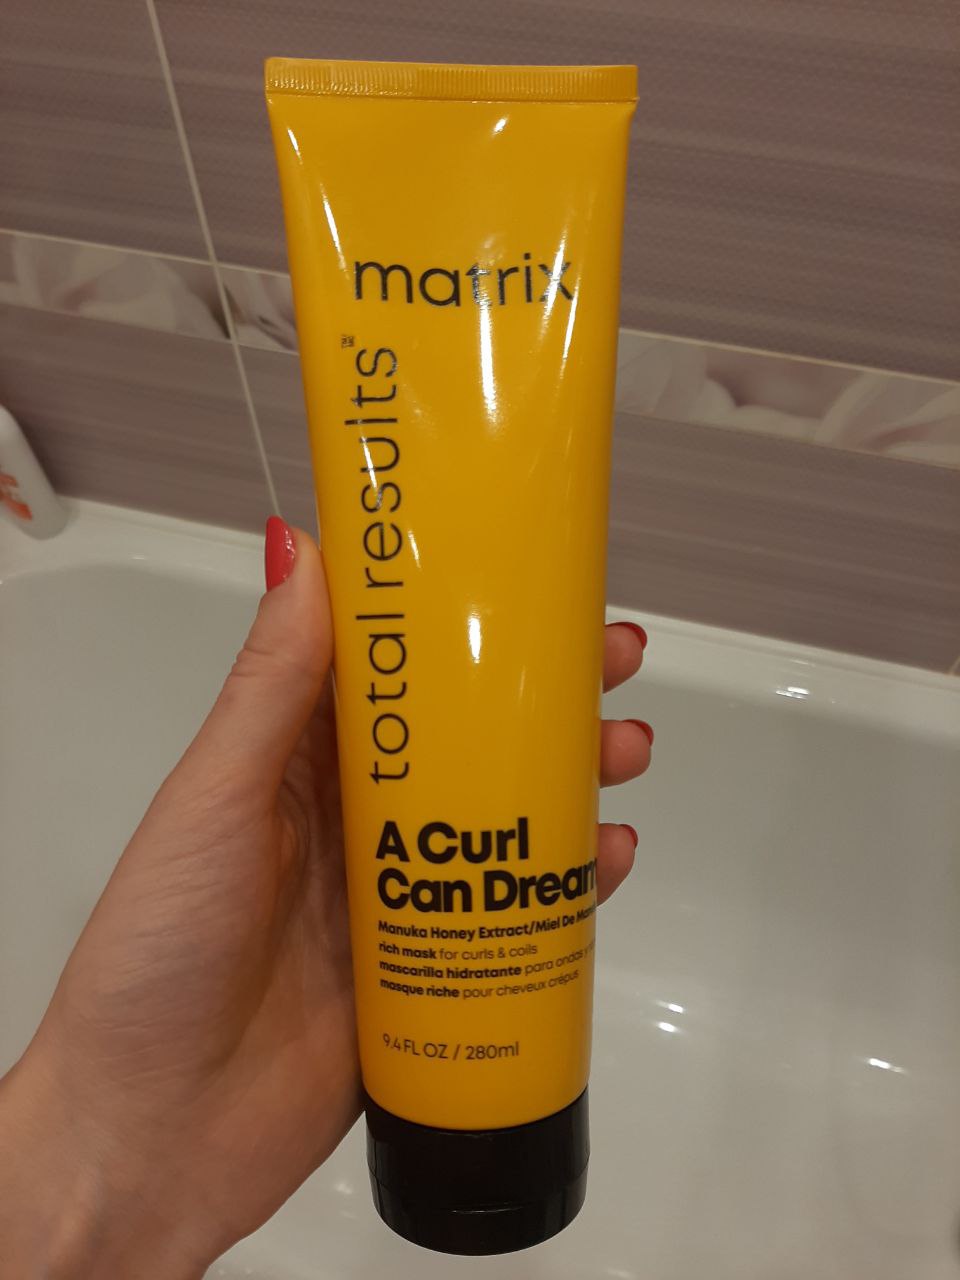 matrix
total results™
A Curl
Can Dream
Manuka Honey Extract/Miel De
rich mask for curls & coils
mascarilla hidratante para ondas y
masque riche pour cheveux crépus
9.4 FL OZ / 280ml